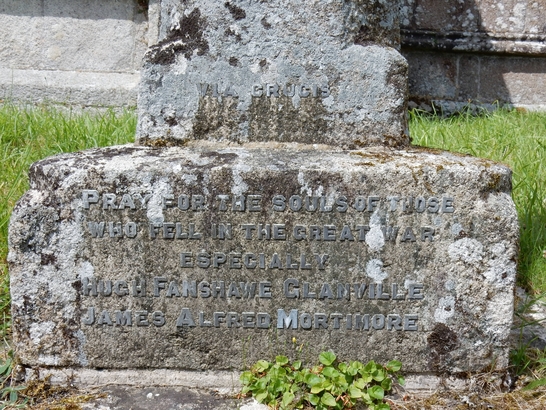 VIA CRUCIS
PRAY FOR THE SOULS OF THOSE
WHO FELL IN THE GREAT WAR
ESPECIALLY
HUGH FANSHAWE GLANVILLE
JAMES ALFRED MORTIMORE